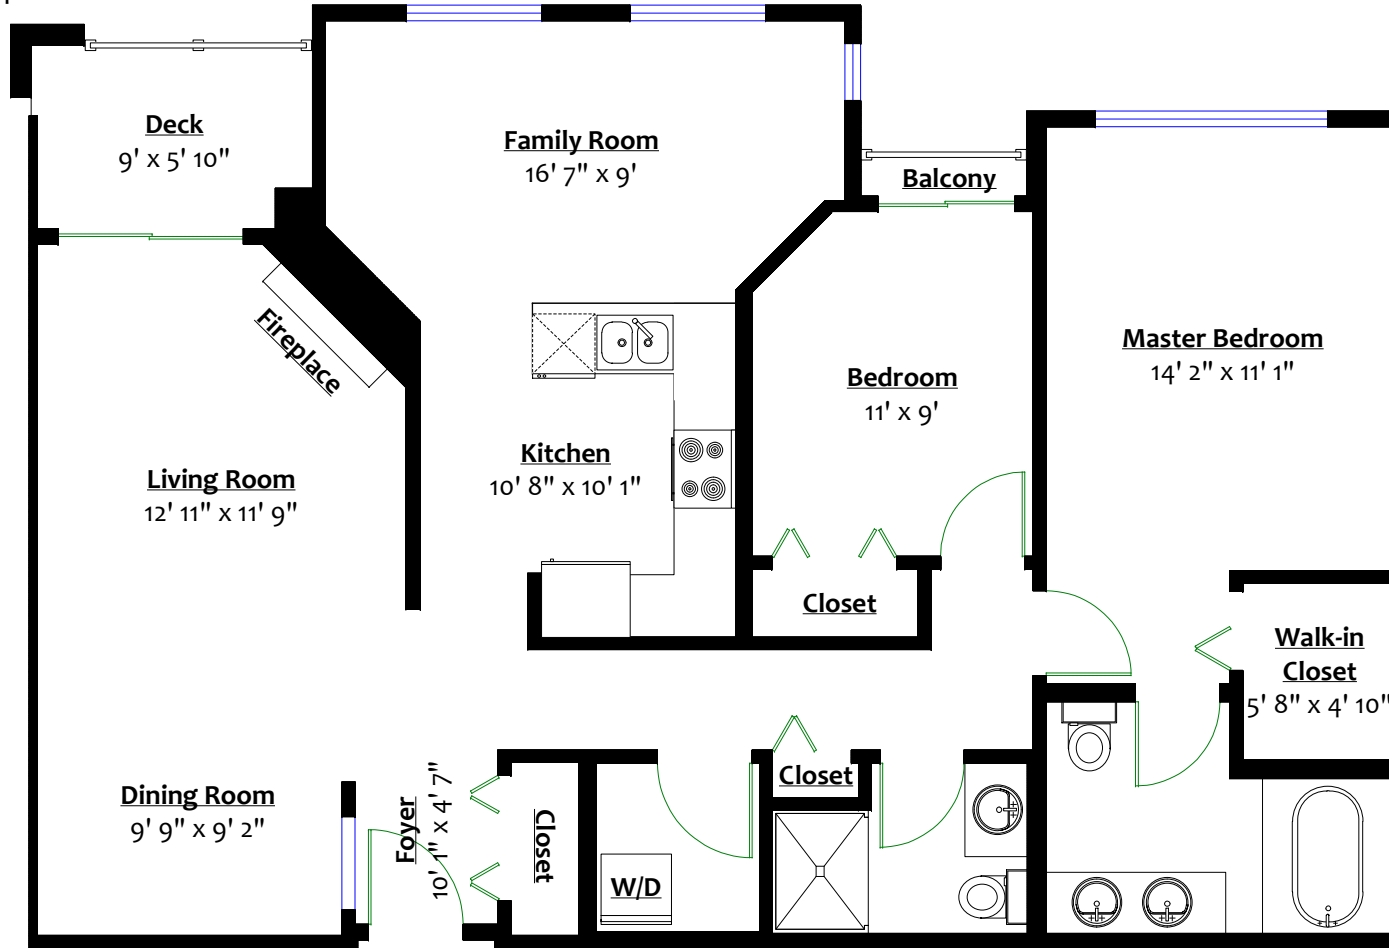 Deck
9' x 5' 10"
Family Room
16' 7" x 9'
Balcony
Fireplace
Master Bedroom
14' 2" x 11' 1"
Bedroom
11' x 9'
Kitchen
10' 8" x 10' 1"
Living Room
12' 11" x 11' 9"
Closet
Walk-in
Closet
5' 8" x 4' 10"
Dining Room
9' 9" x 9' 2"
Foyer
10' 1" x 4' 7"
Closet
W/D
Closet